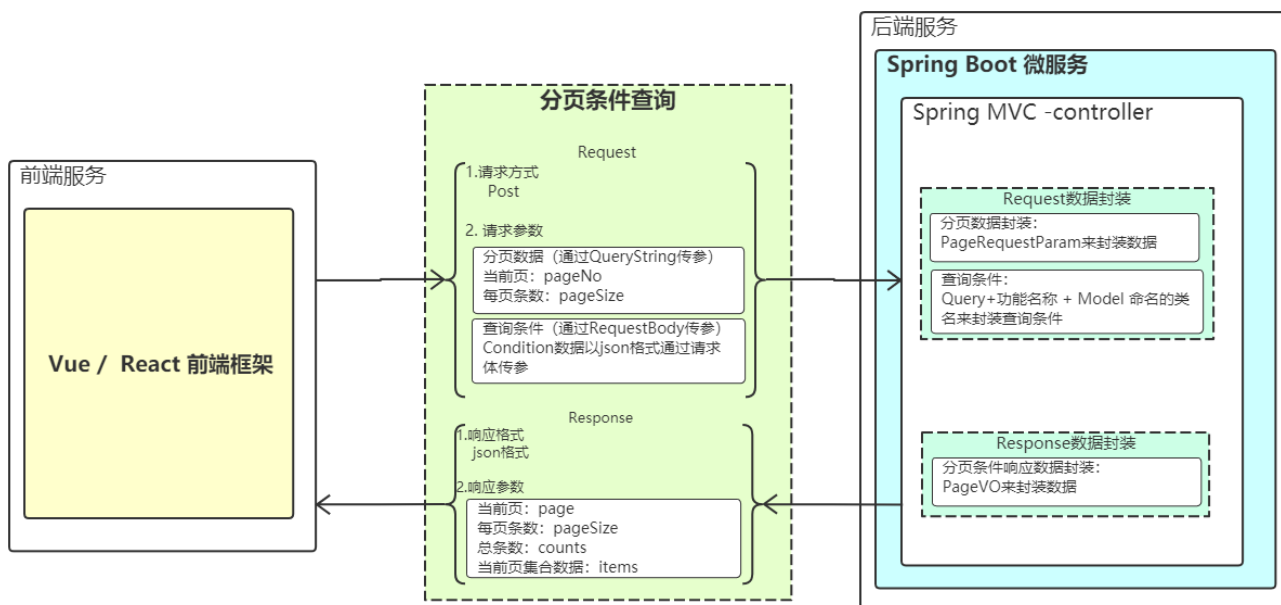 前端服务
Vue / React 前端框架
分页条件查询
Request
1.请求方式
Post
2. 请求参数
分页数据（通过QueryString传参）
当前页：pageNo
每页条数：pageSize
查询条件（通过RequestBody传参）
Condition数据以json格式通过请求
体传参
Response
1.响应格式
json格式
2.响应参数
当前页：page
每页条数：pageSize
总条数：counts
当前页集合数据：items
后端服务
Spring Boot 微服务
Spring MVC -controller
Request数据封装
分页数据封装：
PageRequestParam来封装数据
查询条件：
Query+功能名称 + Model 命名的类
名来封装查询条件
Response数据封装
分页条件响应数据封装：
PageVO来封装数据